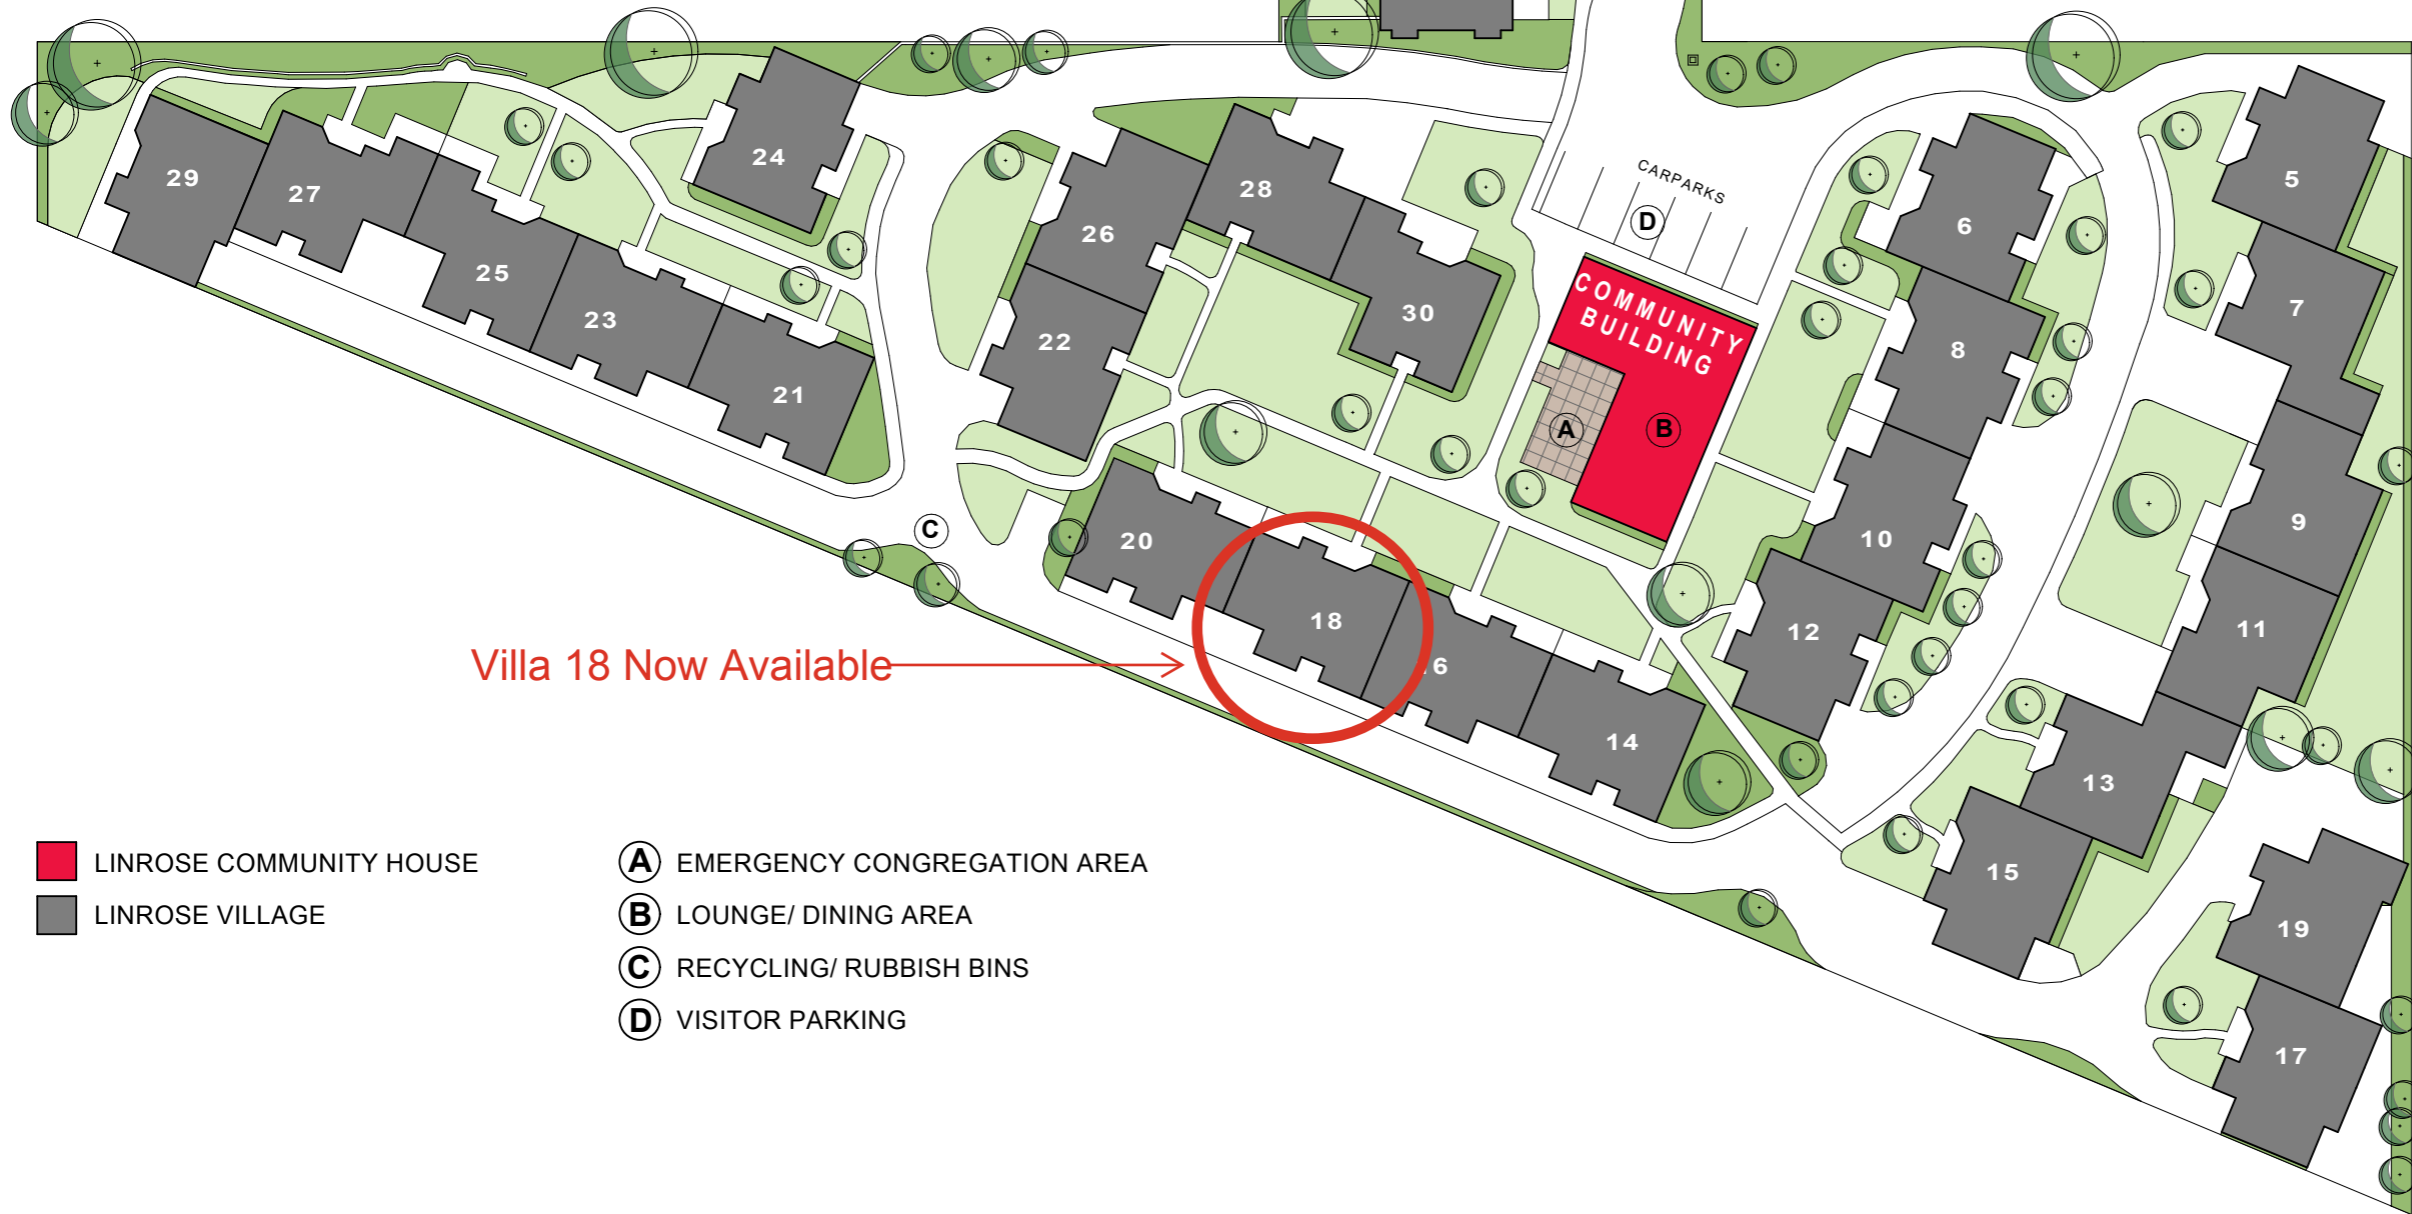 29
27
24
25
23
21
26
28
22
30
CARPARKS
D
COMMUNITY
BUILDING
A
B
6
5
8
7
10
9
12
11
C
20
18
16
14
13
15
19
17
Villa 18 Now Available
LINROSE COMMUNITY HOUSE
LINROSE VILLAGE
A EMERGENCY CONGREGATION AREA
B LOUNGE/ DINING AREA
C RECYCLING/ RUBBISH BINS
D VISITOR PARKING